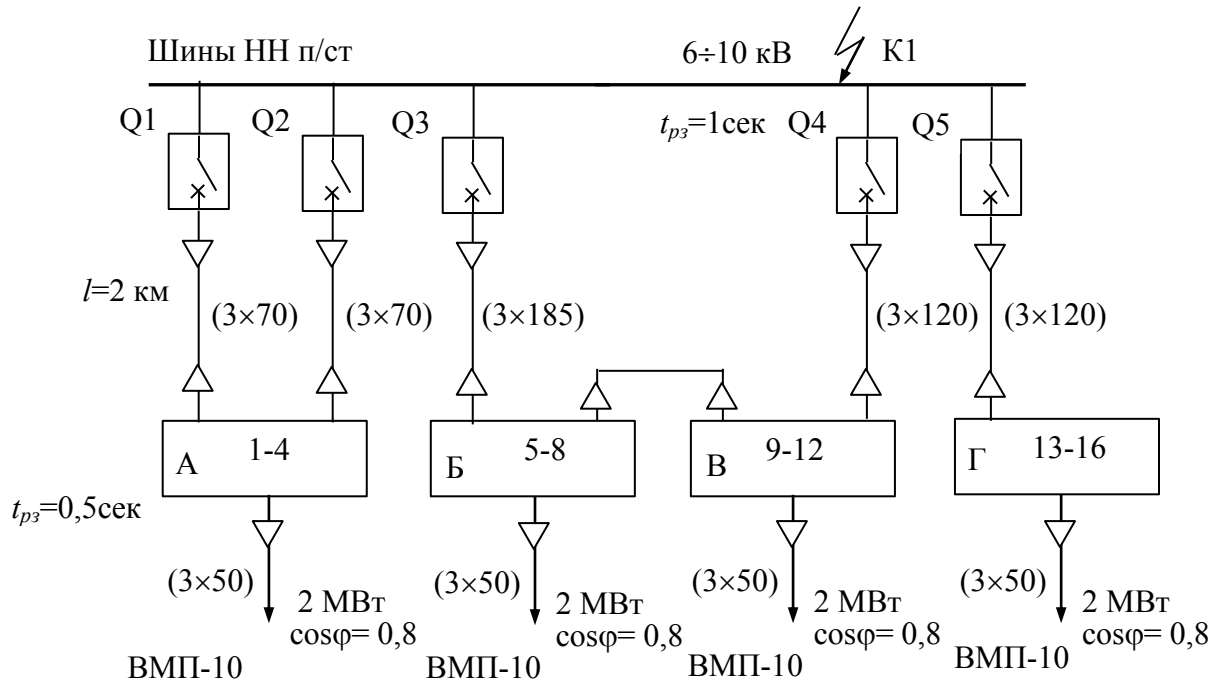 Шины НН п/ст
6÷10 кВ
К1
Q1
Q2
Q3
tрз=1сек
Q4
Q5
l=2 км
(3×70)
(3×70)
(3×185)
(3×120)
(3×120)
А
1-4
Б
5-8
В
9-12
Г
13-16
tрз=0,5сек
(3×50)
(3×50)
(3×50)
(3×50)
2 МВт
cosφ= 0,8
2 МВт
cosφ= 0,8
2 МВт
cosφ= 0,8
2 МВт
cosφ= 0,8
ВМП-10
ВМП-10
ВМП-10
ВМП-10